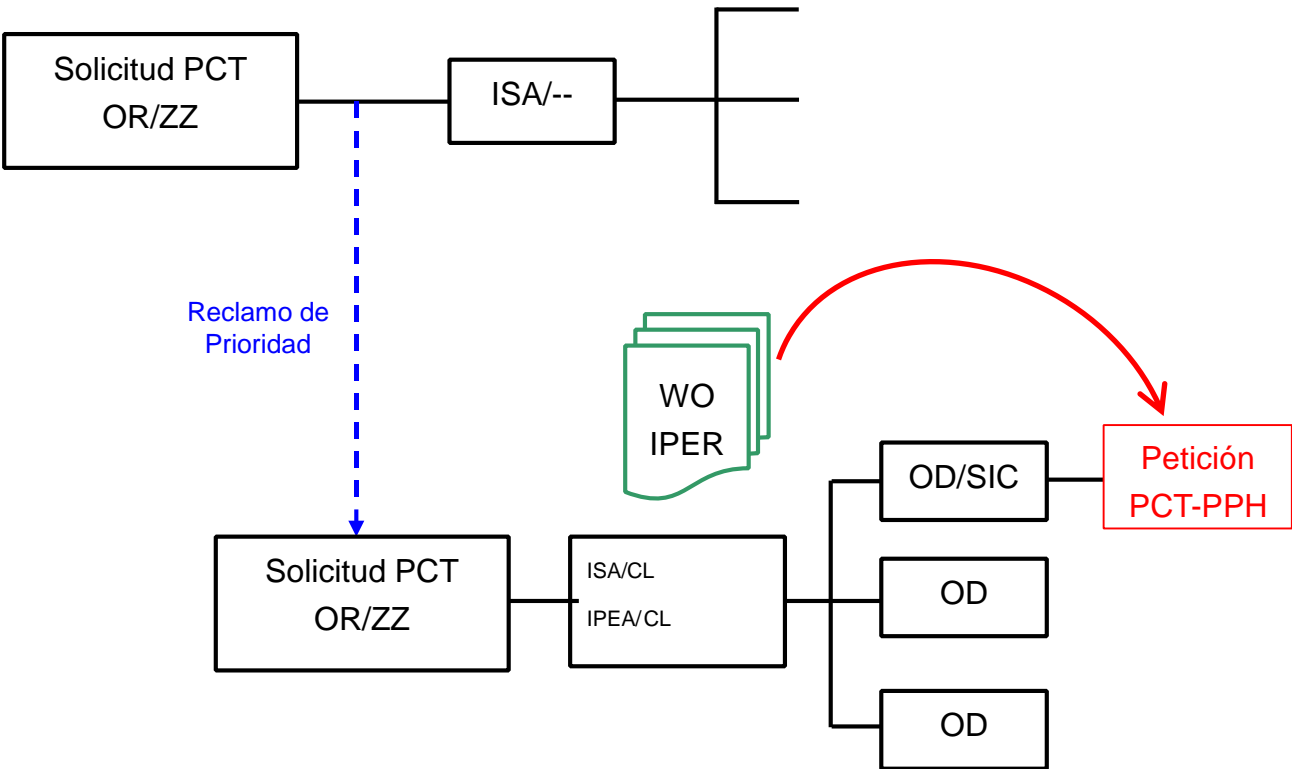 Solicitud PCT
OR/ZZ
ISA/--
Reclamo de
Prioridad
WO
IPER
Petición
PCT-PPH
OD/SIC
Solicitud PCT
OR/ZZ
ISA/CL
IPEA/CL
OD
OD